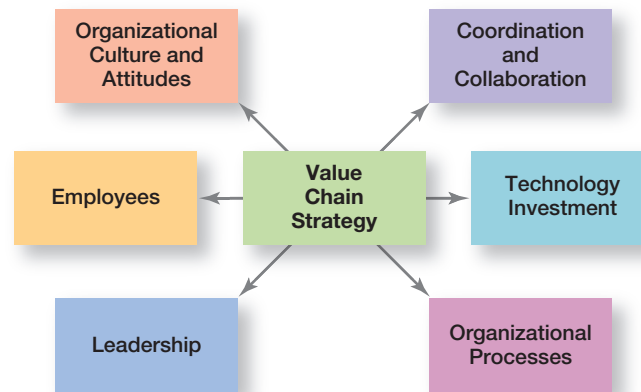 Organizational
Culture and
Attitudes
Coordination
and
Collaboration
Employees
Value
Chain
Strategy
Technology
Investment
Leadership
Organizational
Processes